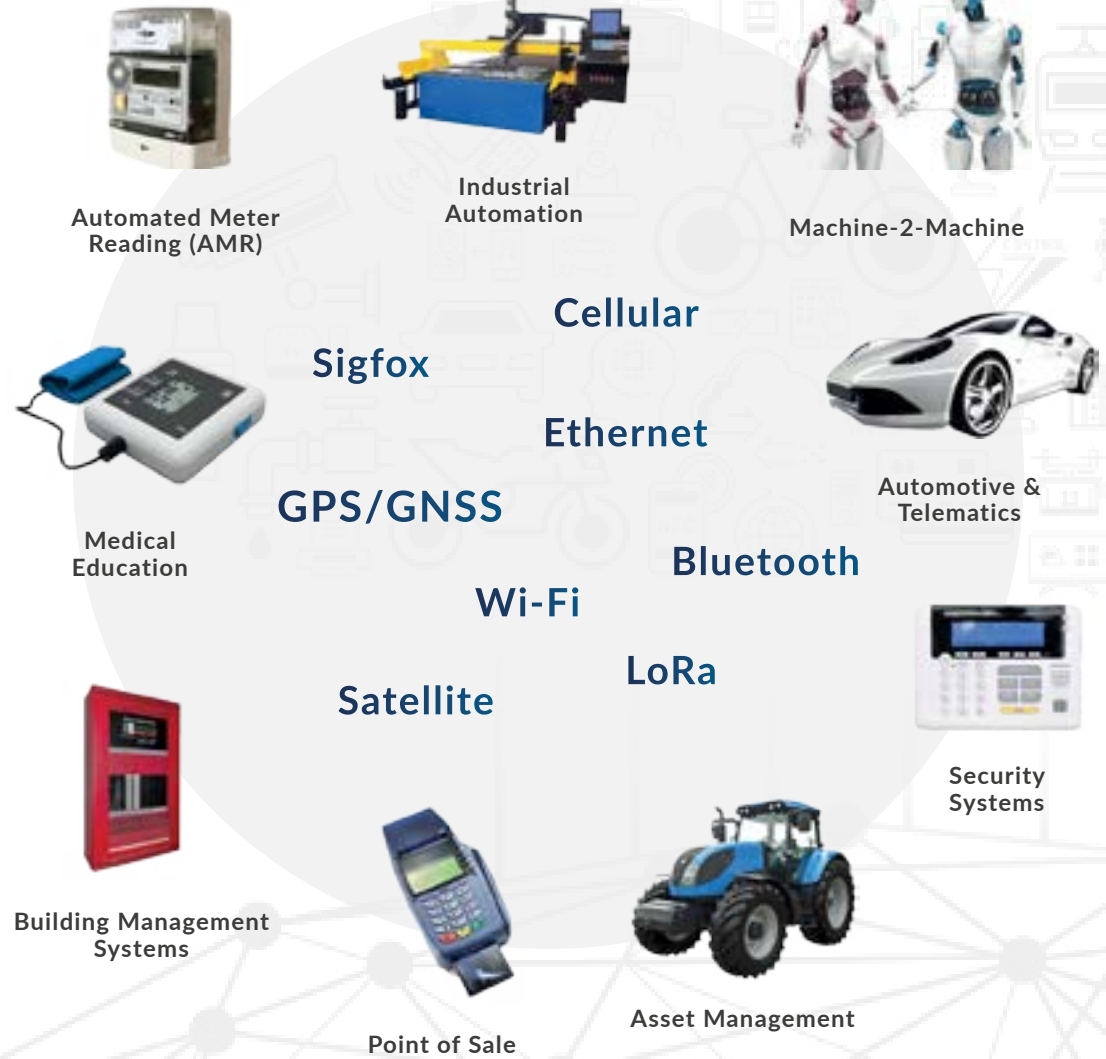 Industrial
Automation
Automated Meter
Reading (AMR)
Machine-2-Machine
Cellular
Sigfox
Ethernet
Automotive &
Telematics
GPS/GNSS
Medical
Education
Bluetooth
Wi-Fi
LoRa
Satellite
Security
Systems
Building Management
Systems
Asset Management
Point of Sale